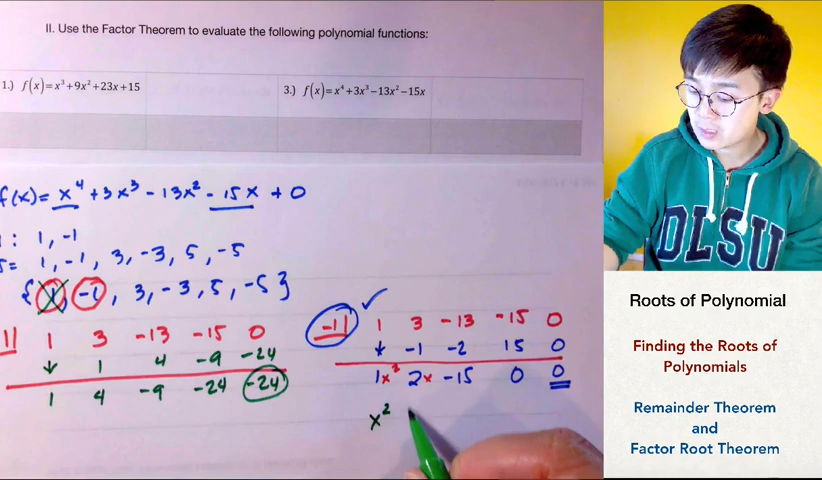 II. Use the Factor Theorem to evaluate the following polynomial functions:
1.) f(x)=x³+9x²+23x+15
3.) f(x)=x⁴+3x³−13x²−15x
f(x)= x⁴ +3x³ −13x² −15x +0
: 1, -1
= 1, -1, 3, -3, 5, -5
{1, -1, 3, -3, 5, -5}
1| 1 3 -13 -15 0
↓ 1 4 -9 -24
1 4 -9 -24 -24
-1| ✓ 1 3 -13 -15 0
↓ -1 -2 15 0
1x² 2x -15 0 0
x²
DLSU
Roots of Polynomial
Finding the Roots of
Polynomials
Remainder Theorem
and
Factor Root Theorem